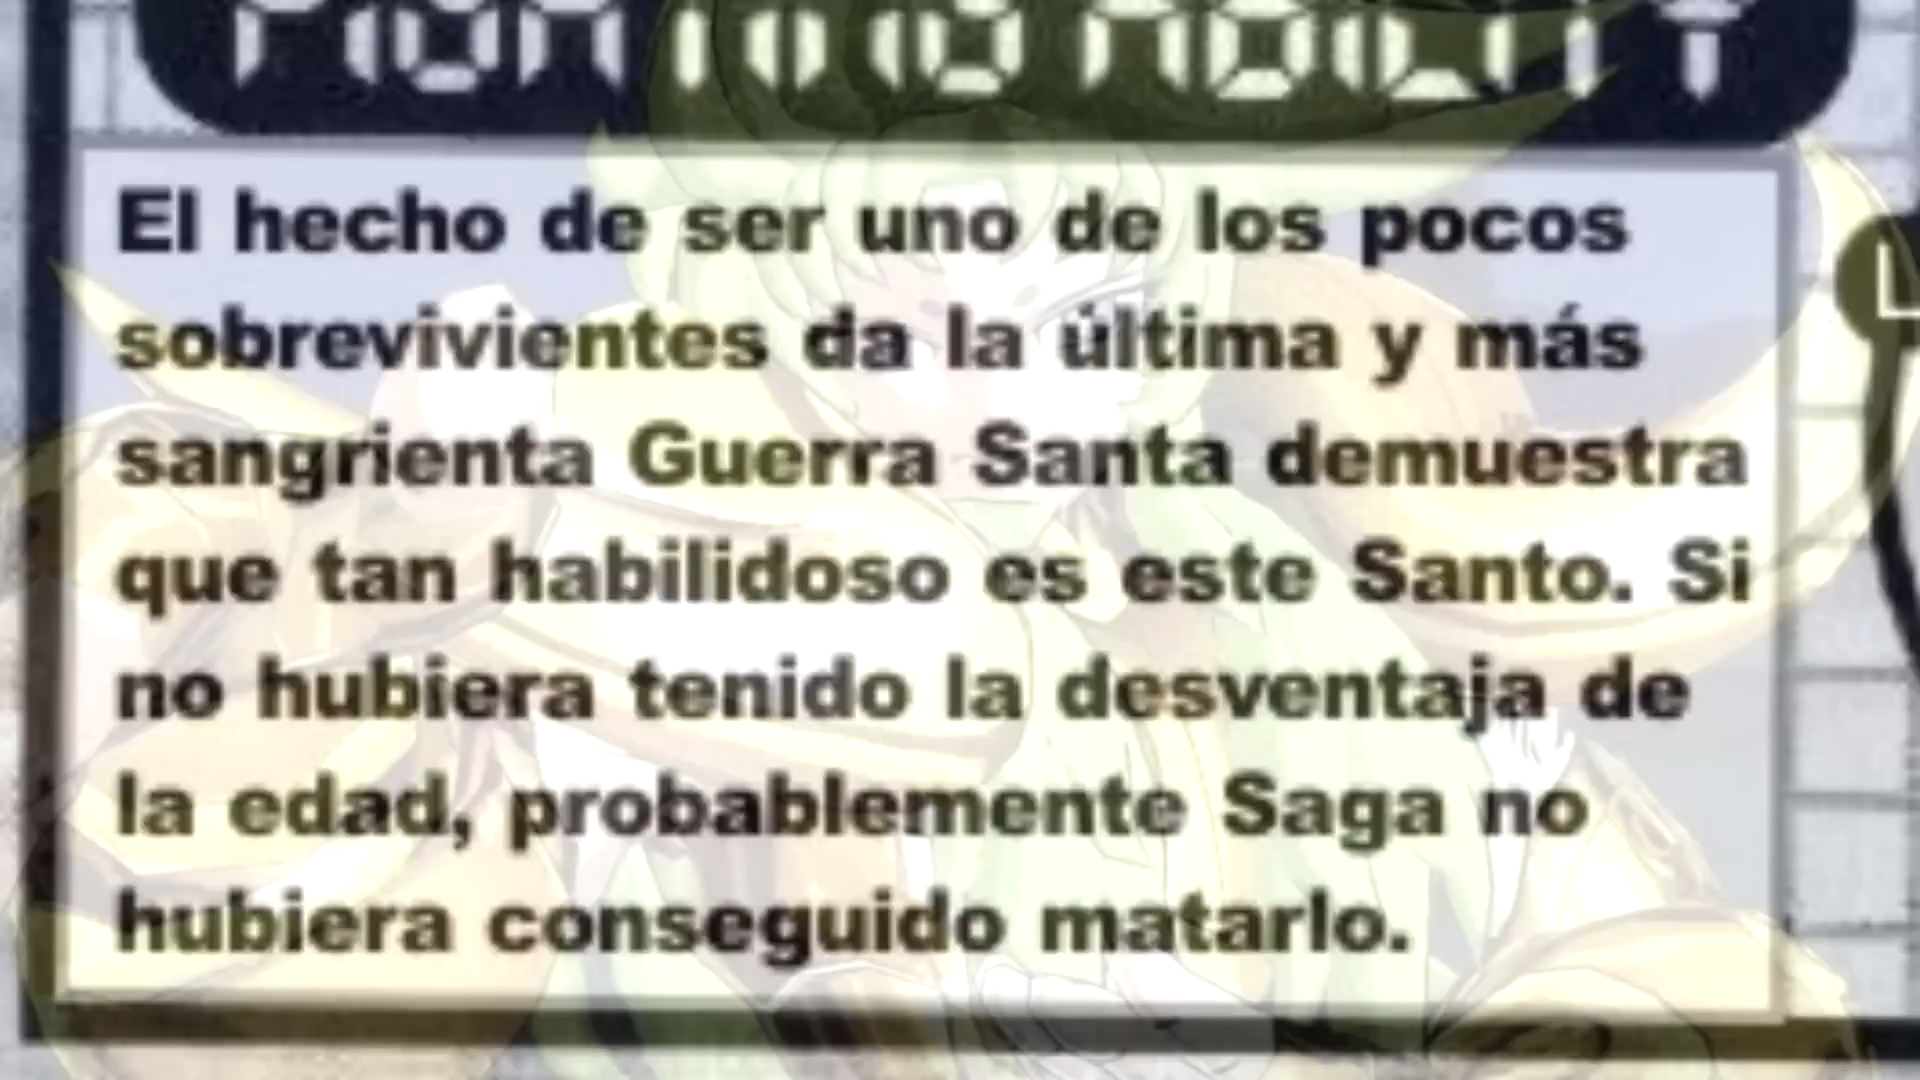 El hecho de ser uno de los pocos
sobrevivientes da la última y más
sangrienta Guerra Santa demuestra
que tan habilidoso es este Santo. Si
no hubiera tenido la desventaja de
la edad, probablemente Saga no
hubiera conseguido matarlo.